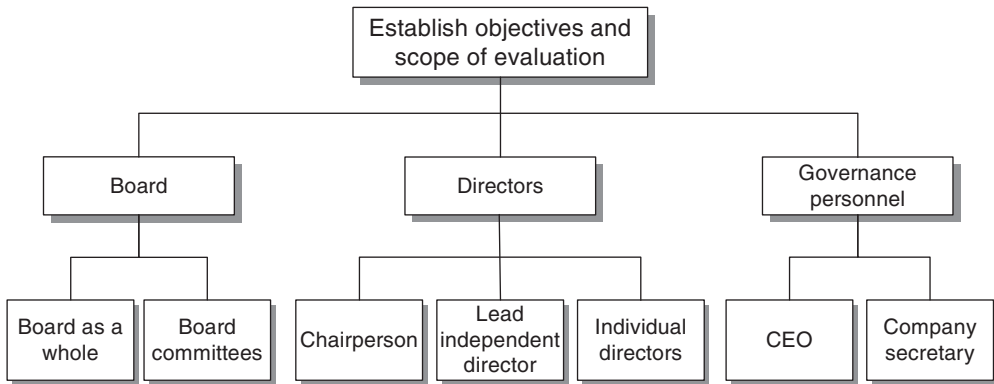 Establish objectives and
scope of evaluation
Board
Directors
Governance
personnel
Board as a
whole
Board
committees
Chairperson
Lead
independent
director
Individual
directors
CEO
Company
secretary